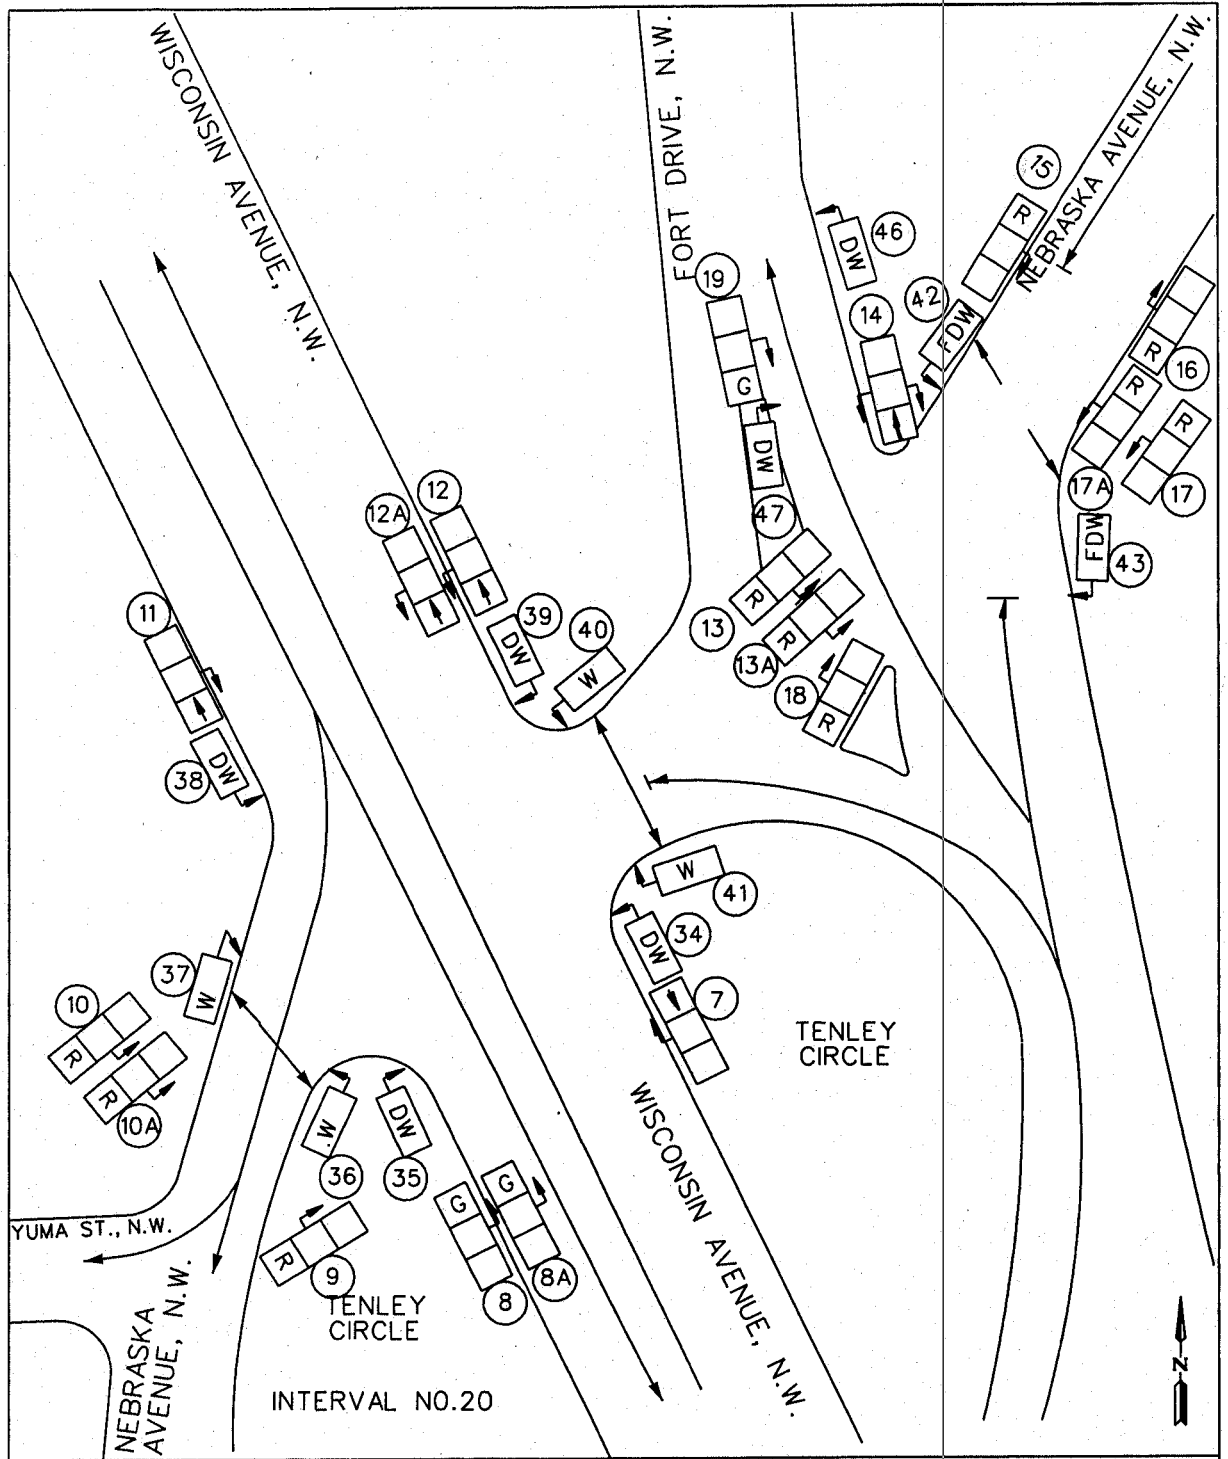 WISCONSIN AVENUE, N.W.
FORT DRIVE, N.W.
NEBRASKA AVENUE, N.W.
15
R
46
DW
19
42
FDW
14
G
R
16
R
R
17A
17
DW
47
FDW
43
12
12A
39
DW
40
W
13
R
13A
R
18
R
11
38
DW
W
41
34
DW
7
37
W
10
R
R
10A
TENLEY
CIRCLE
W
36
DW
35
WISCONSIN AVENUE, N.W.
YUMA ST., N.W.
R
9
G
G
8
8A
TENLEY
CIRCLE
NEBRASKA
AVENUE, N.W.
INTERVAL NO.20
N